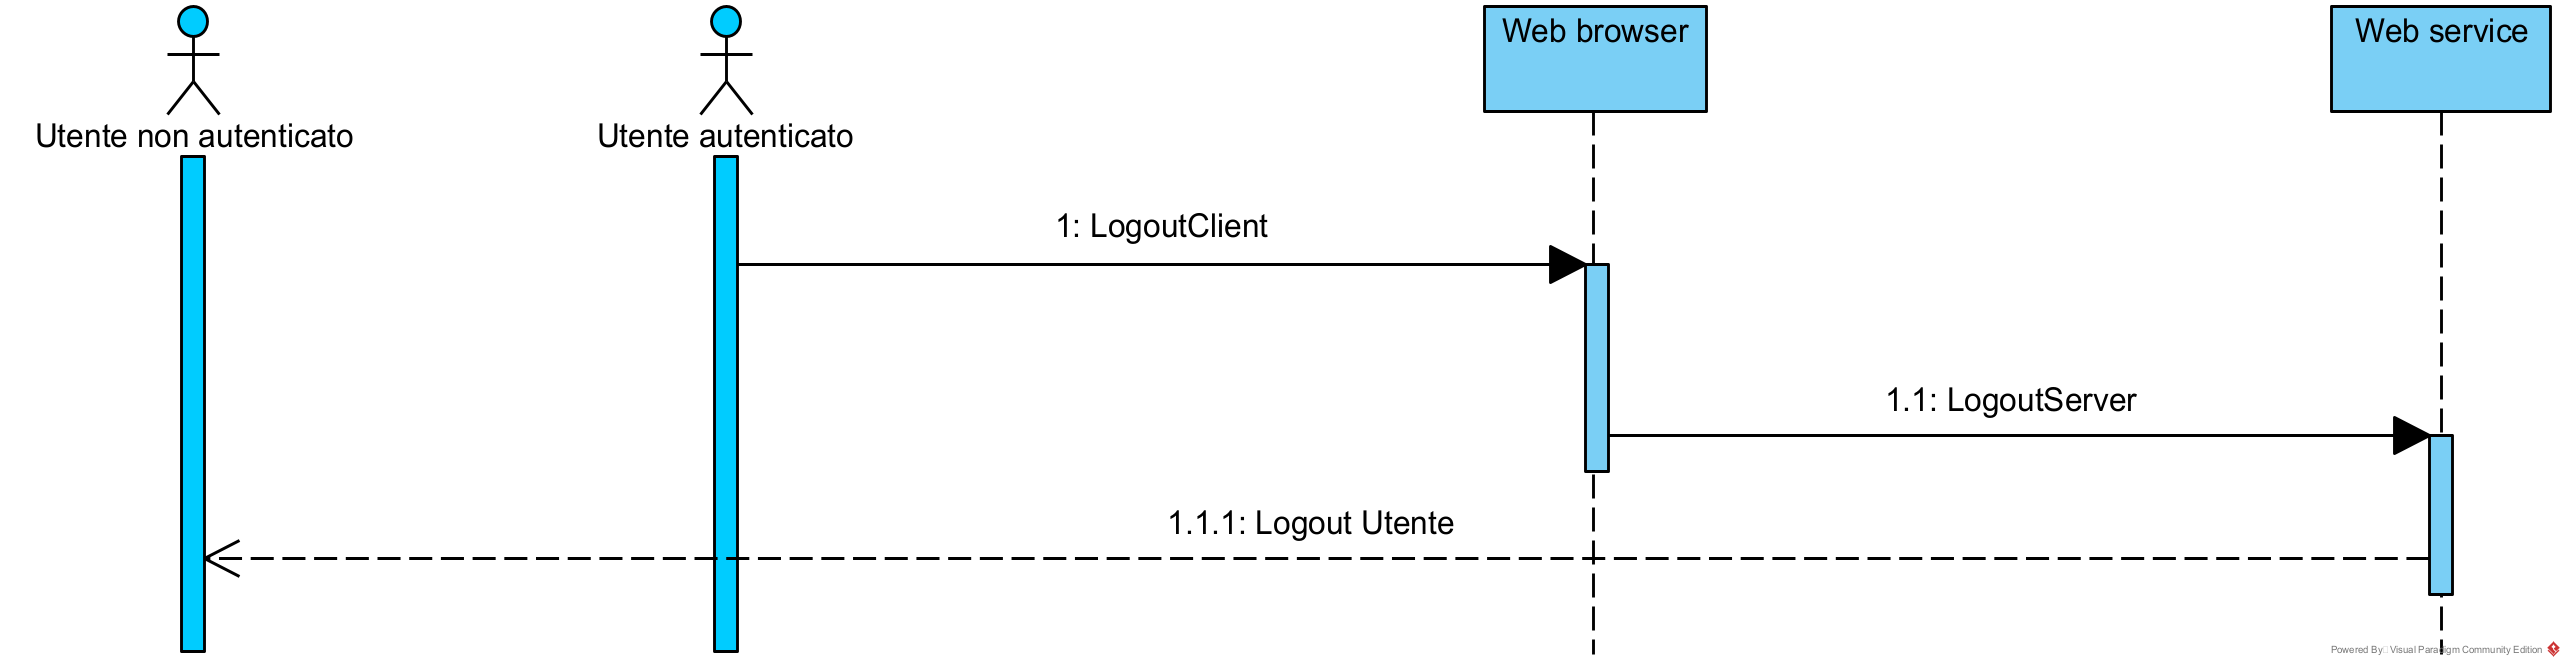 Utente non autenticato
Utente autenticato
Web browser
Web service
1: LogoutClient
1.1: LogoutServer
1.1.1: Logout Utente
Powered By Visual Paradigm Community Edition